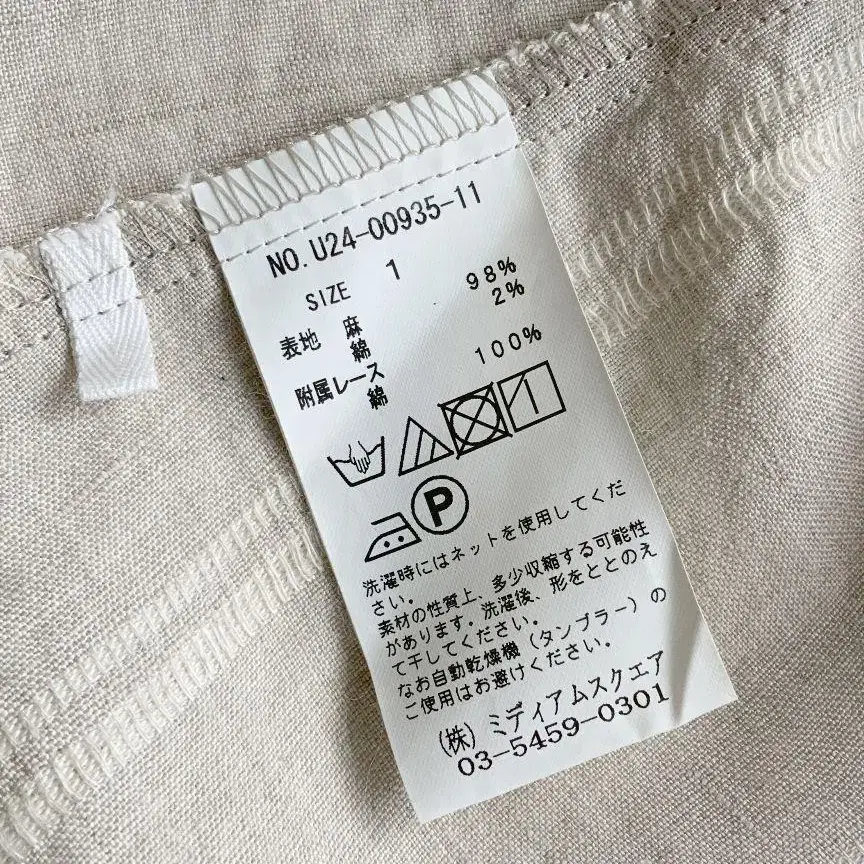 NO. U24-00935-11
SIZE 1
表地 麻 98%
綿 2%
附属レース
綿 100%
P
洗濯時にはネットを使用してくだ
さい。
素材の性質上、多少収縮する可能性
があります。洗濯後、形をととのえ
て干してください。
なお自動乾燥機（タンブラー）の
ご使用はお避けください。
(株) ミディアムスクエア
03-5459-0301